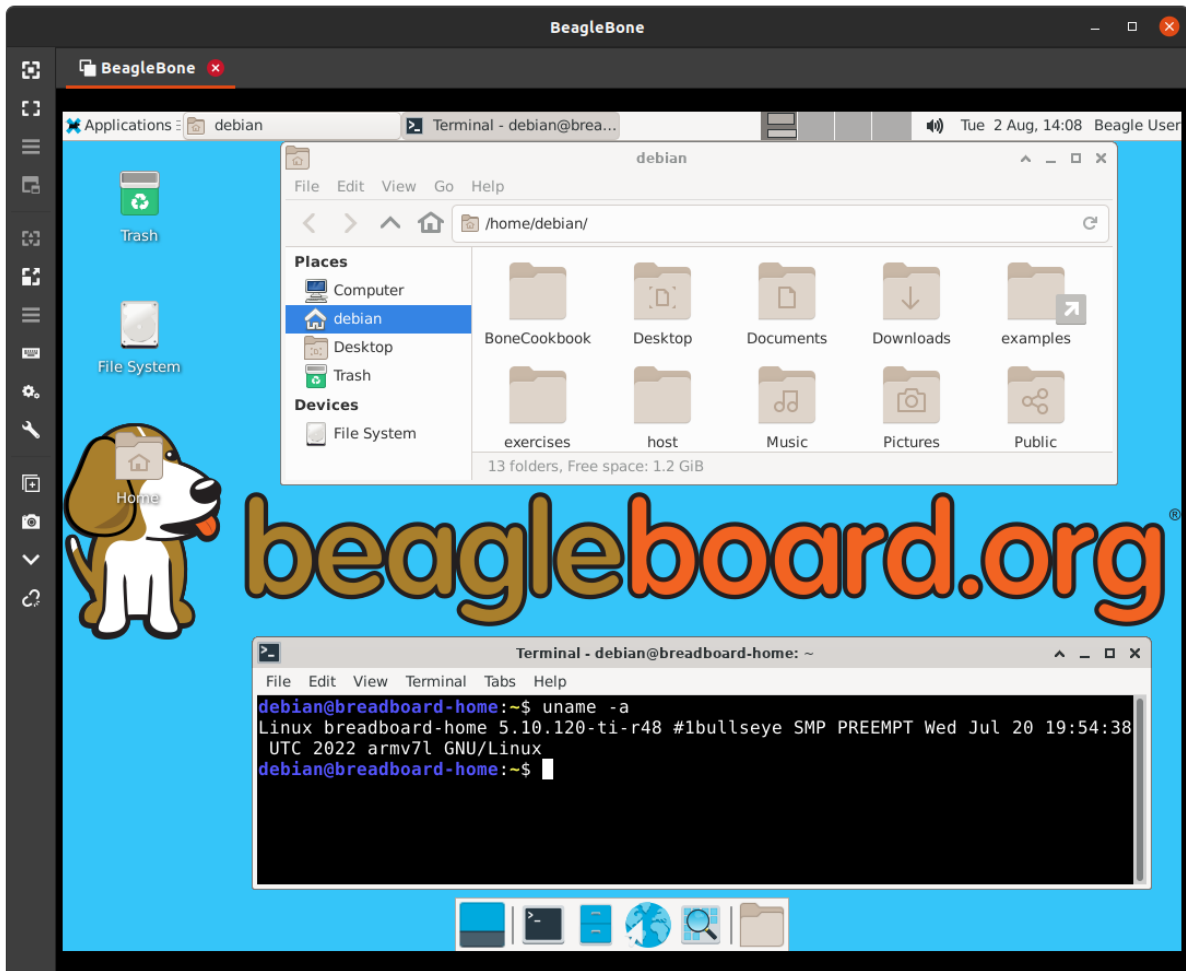 BeagleBone
BeagleBone
Applications debian Terminal - debian@brea... Tue 2 Aug, 14:08 Beagle User
Trash
File System
Home
debian
File Edit View Go Help
/home/debian/
Places
Computer
debian
Desktop
Trash
Devices
File System
BoneCookbook Desktop Documents Downloads examples
exercises host Music Pictures Public
13 folders, Free space: 1.2 GiB
beagleboard.org®
Terminal - debian@breadboard-home: ~
File Edit View Terminal Tabs Help
debian@breadboard-home:~$ uname -a
Linux breadboard-home 5.10.120-ti-r48 #1bullseye SMP PREEMPT Wed Jul 20 19:54:38
UTC 2022 armv7l GNU/Linux
debian@breadboard-home:~$